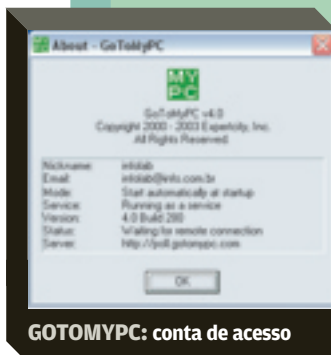 About - GoToMyPC
MY
PC
GoToMyPC v4.0
Copyright 2000 - 2003 Expertcity, Inc.
All Rights Reserved.
Nickname: infolab
Email: infolab@info.com.br
Mode: Start automatically at startup
Service: Running as a service
Version: 4.0 Build 280
Status: Waiting for remote connection
Server: http://poll.gotomypc.com
OK
GOTOMYPC: conta de acesso